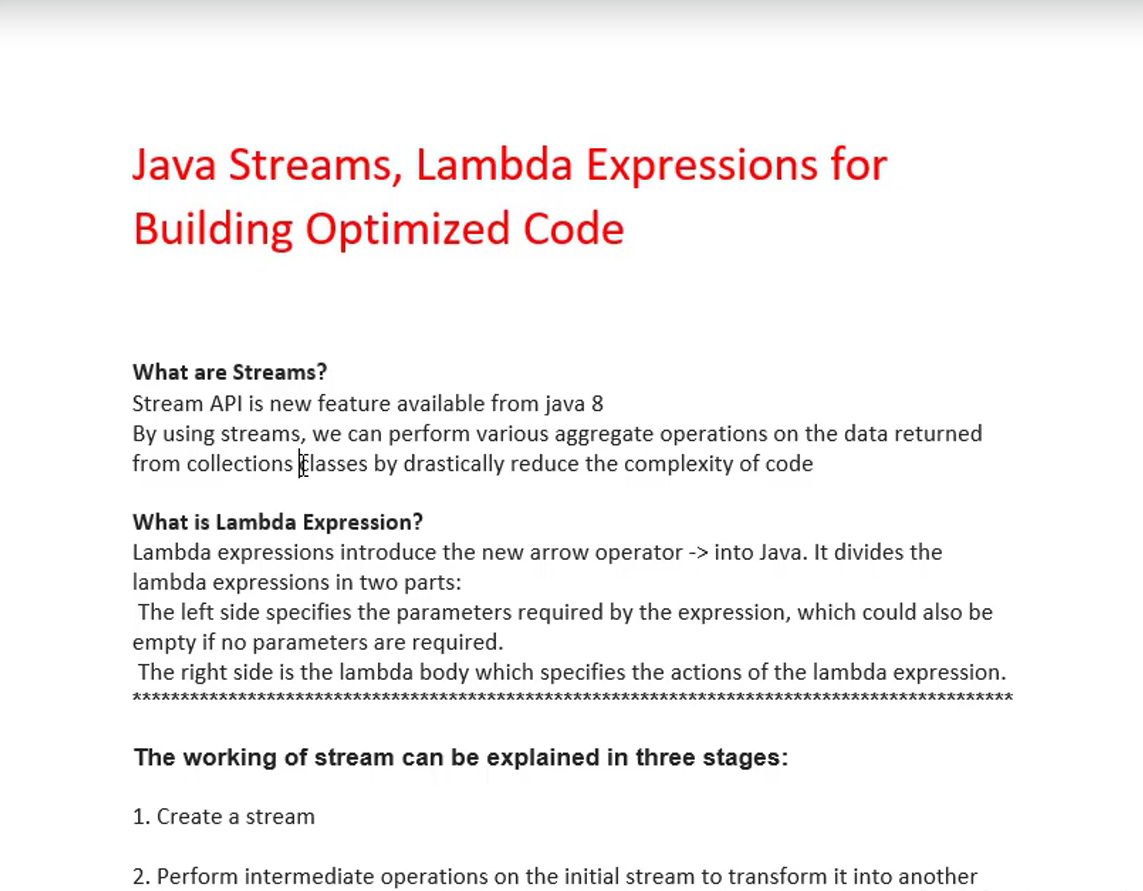 Java Streams, Lambda Expressions for
Building Optimized Code
What are Streams?
Stream API is new feature available from java 8
By using streams, we can perform various aggregate operations on the data returned
from collections classes by drastically reduce the complexity of code
What is Lambda Expression?
Lambda expressions introduce the new arrow operator -> into Java. It divides the
lambda expressions in two parts:
The left side specifies the parameters required by the expression, which could also be
empty if no parameters are required.
The right side is the lambda body which specifies the actions of the lambda expression.
********************************************************************************************
The working of stream can be explained in three stages:
1. Create a stream
2. Perform intermediate operations on the initial stream to transform it into another